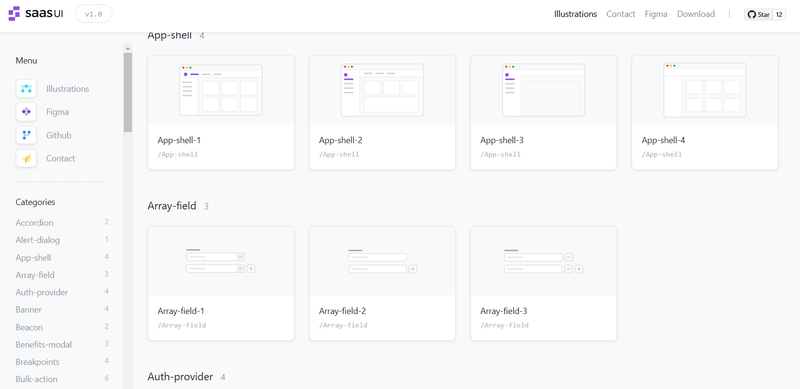 saas UI v1.0 Illustrations Contact Figma Download Star 12
Menu
Illustrations
Figma
Github
Contact
Categories
Accordion 2
Alert-dialog 1
App-shell 4
Array-field 3
Auth-provider 4
Banner 4
Beacon 2
Benefits-modal 3
Breakpoints 4
Bulk-action 6
App-shell 4
App-shell-1
/App-shell
App-shell-2
/App-shell
App-shell-3
/App-shell
App-shell-4
/App-shell
Array-field 3
Array-field-1
/Array-field
Array-field-2
/Array-field
Array-field-3
/Array-field
Auth-provider 4